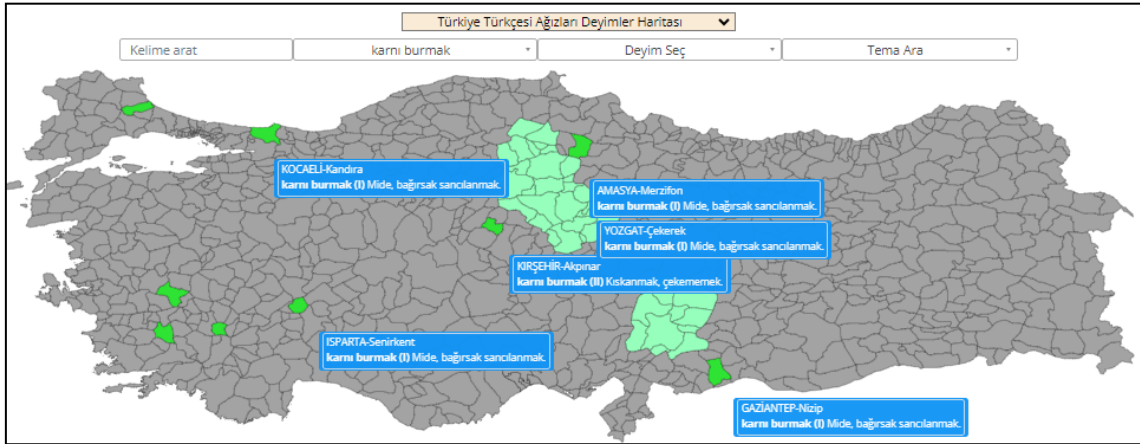 Türkiye Türkçesi Ağızları Deyimler Haritası
Kelime arat
karnı burmak
Deyim Seç
Tema Ara
KOCAELİ-Kandıra
karnı burmak (I) Mide, bağırsak sancılanmak.
AMASYA-Merzifon
karnı burmak (I) Mide, bağırsak sancılanmak.
YOZGAT-Çekerek
karnı burmak (I) Mide, bağırsak sancılanmak.
KIRŞEHİR-Akpınar
karnı burmak (II) Kıskanmak, çekememek.
ISPARTA-Senirkent
karnı burmak (I) Mide, bağırsak sancılanmak.
GAZİANTEP-Nizip
karnı burmak (I) Mide, bağırsak sancılanmak.